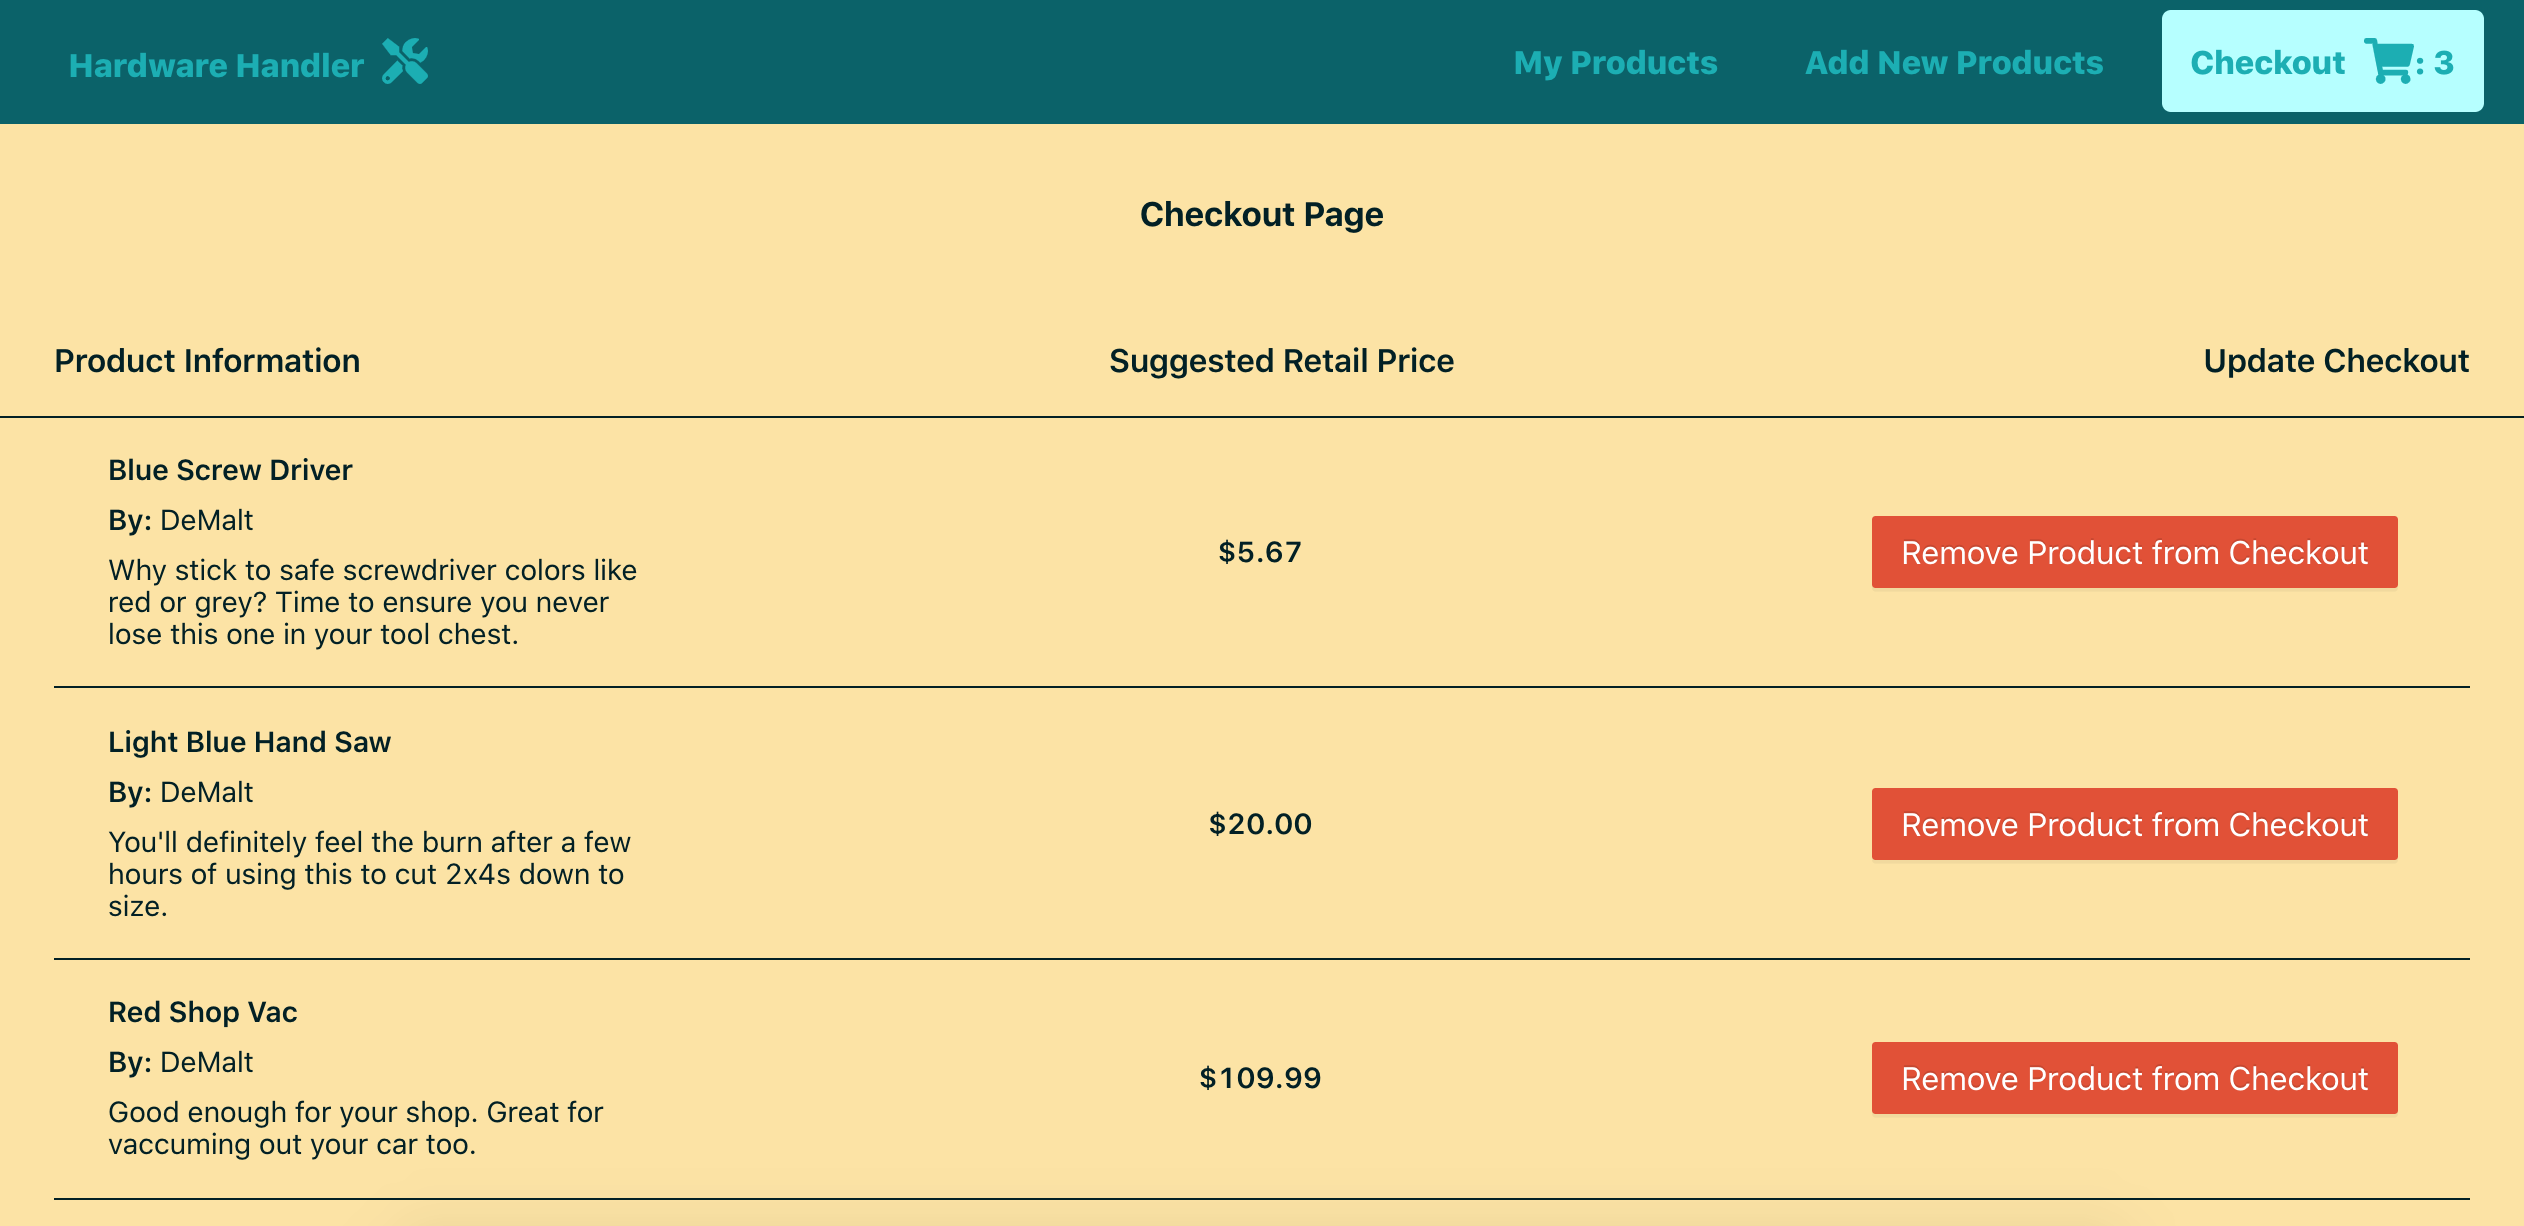 Hardware Handler
My Products
Add New Products
Checkout : 3
Checkout Page
Product Information
Suggested Retail Price
Update Checkout
Blue Screw Driver
By: DeMalt
Why stick to safe screwdriver colors like
red or grey? Time to ensure you never
lose this one in your tool chest.
$5.67
Remove Product from Checkout
Light Blue Hand Saw
By: DeMalt
You'll definitely feel the burn after a few
hours of using this to cut 2x4s down to
size.
$20.00
Remove Product from Checkout
Red Shop Vac
By: DeMalt
Good enough for your shop. Great for
vaccuming out your car too.
$109.99
Remove Product from Checkout